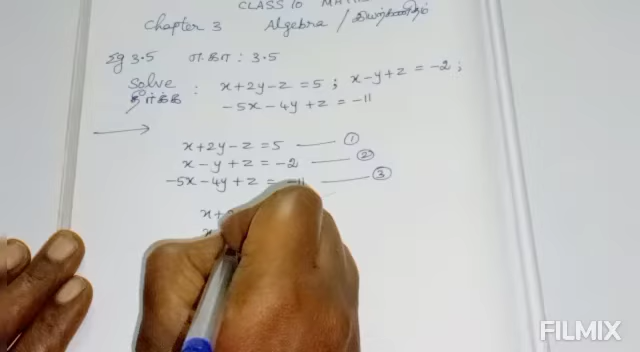 CLASS 10
Chapter 3 Algebra / இயற்கணிதம்
Eg 3.5 எ.கா : 3.5
Solve : x+2y-z = 5 ; x-y+z = -2 ;
தீர்க்க
-5x-4y+z = -11
x+2y-z = 5 ①
x-y+z = -2 ②
-5x-4y+z = -11 ③
FILMIX